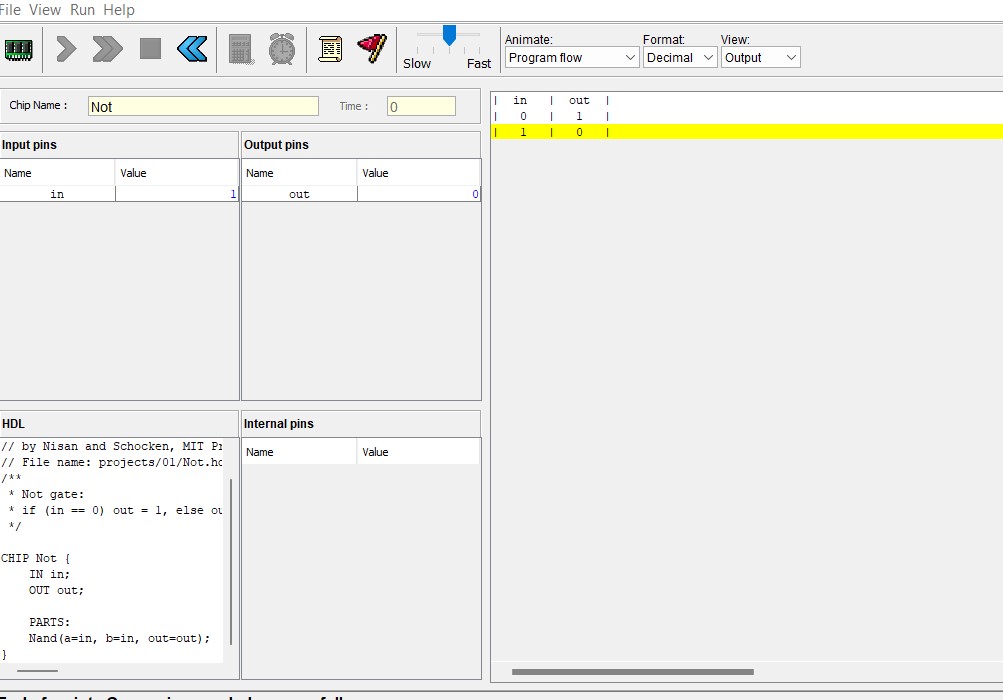 File View Run Help
Slow Fast
Animate: Format: View:
Program flow Decimal Output
Chip Name : Not Time : 0
Input pins
Name Value
in 1
Output pins
Name Value
out 0
HDL
// by Nisan and Schocken, MIT Pr
// File name: projects/01/Not.hd
/**
* Not gate:
* if (in == 0) out = 1, else ou
*/
CHIP Not {
IN in;
OUT out;
PARTS:
Nand(a=in, b=in, out=out);
}
Internal pins
Name Value
| in | out |
| 0 | 1 |
| 1 | 0 |